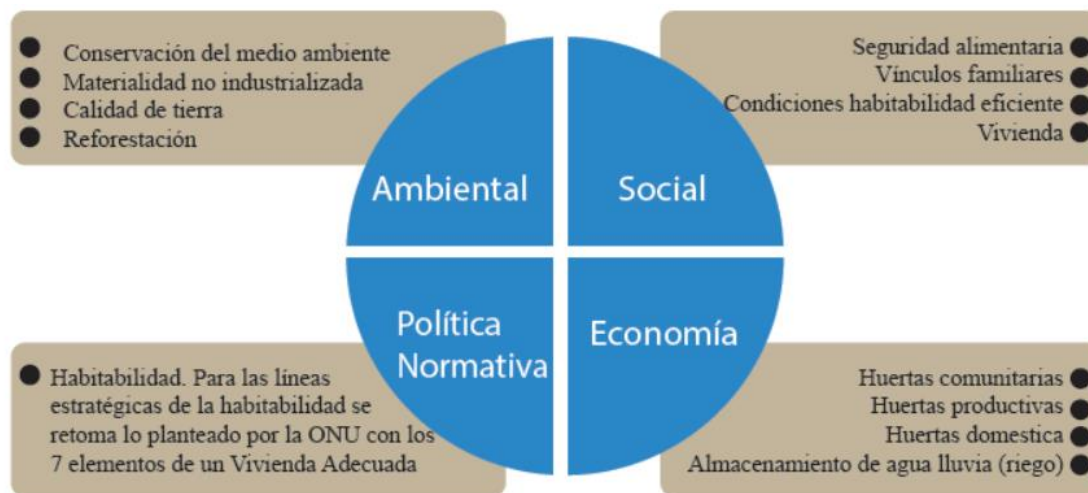 Conservación del medio ambiente
Materialidad no industrializada
Calidad de tierra
Reforestación
Seguridad alimentaria
Vínculos familiares
Condiciones habitabilidad eficiente
Vivienda
Ambiental
Social
Política
Normativa
Economía
Habitabilidad. Para las líneas
estratégicas de la habitabilidad se
retoma lo planteado por la ONU con los
7 elementos de un Vivienda Adecuada
Huertas comunitarias
Huertas productivas
Huertas domestica
Almacenamiento de agua lluvia (riego)